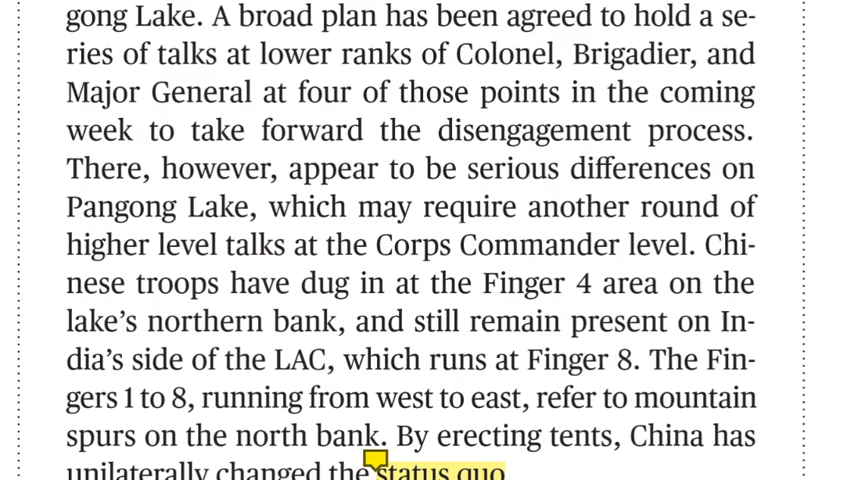 gong Lake. A broad plan has been agreed to hold a se-
ries of talks at lower ranks of Colonel, Brigadier, and
Major General at four of those points in the coming
week to take forward the disengagement process.
There, however, appear to be serious differences on
Pangong Lake, which may require another round of
higher level talks at the Corps Commander level. Chi-
nese troops have dug in at the Finger 4 area on the
lake’s northern bank, and still remain present on In-
dia’s side of the LAC, which runs at Finger 8. The Fin-
gers 1 to 8, running from west to east, refer to mountain
spurs on the north bank. By erecting tents, China has
unilaterally changed the status quo